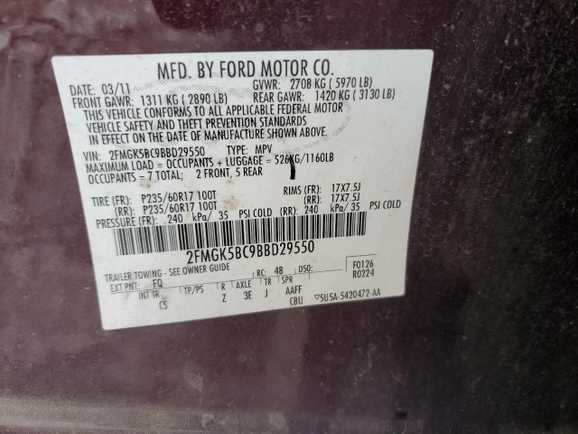 MFD. BY FORD MOTOR CO.
DATE: 03/11 GVWR: 2708 KG ( 5970 LB)
FRONT GAWR: 1311 KG ( 2890 LB) REAR GAWR: 1420 KG ( 3130 LB)
THIS VEHICLE CONFORMS TO ALL APPLICABLE FEDERAL MOTOR
VEHICLE SAFETY AND THEFT PREVENTION STANDARDS
IN EFFECT ON THE DATE OF MANUFACTURE SHOWN ABOVE.
VIN: 2FMGK5BC9BBD29550 TYPE: MPV
MAXIMUM LOAD = OCCUPANTS + LUGGAGE = 526KG/1160LB
OCCUPANTS = 7 TOTAL; 2 FRONT, 5 REAR
TIRE (FR): P235/60R17 100T RIMS (FR): 17X7.5J
(RR): P235/60R17 100T (RR): 17X7.5J
PRESSURE (FR): 240 kPa/ 35 PSI COLD (RR): 240 kPa/ 35 PSI COLD
2FMGK5BC9BBD29550
TRAILER TOWING - SEE OWNER GUIDE
EXT PNT: EQ RC: 48 DSO: F0126
INT TR TP/PS R AXLE TR SPR R0224
CS Z 3E J AAFF
CBU ▽5USA-5420472-AA